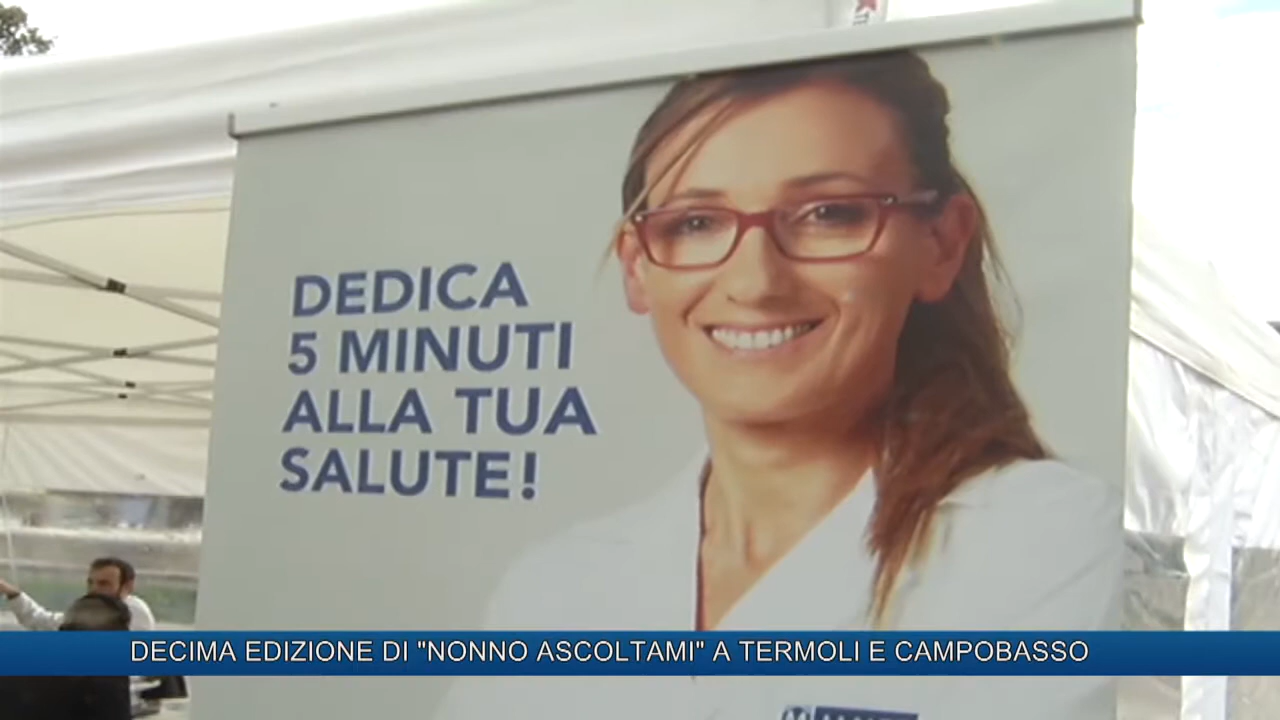 DEDICA
5 MINUTI
ALLA TUA
SALUTE!
DECIMA EDIZIONE DI "NONNO ASCOLTAMI" A TERMOLI E CAMPOBASSO